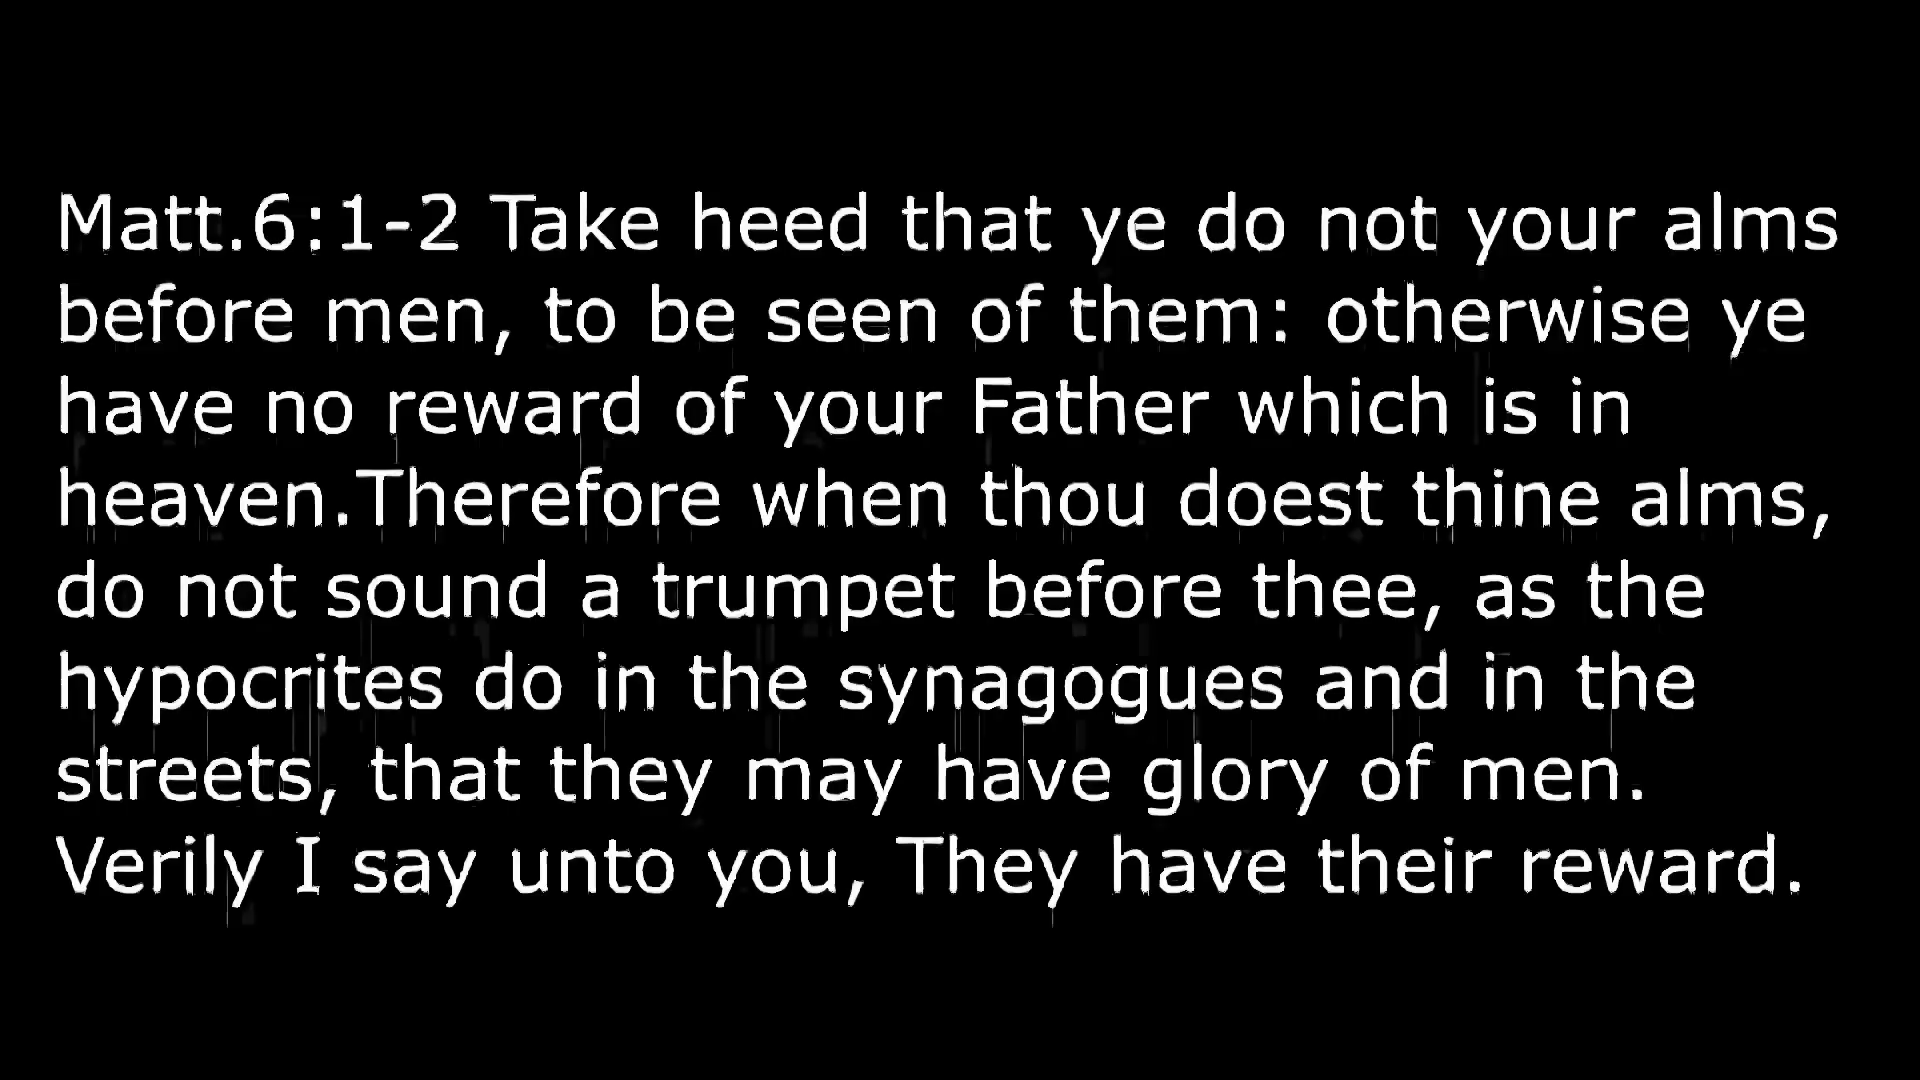 Matt.6:1-2 Take heed that ye do not your alms
before men, to be seen of them: otherwise ye
have no reward of your Father which is in
heaven.Therefore when thou doest thine alms,
do not sound a trumpet before thee, as the
hypocrites do in the synagogues and in the
streets, that they may have glory of men.
Verily I say unto you, They have their reward.